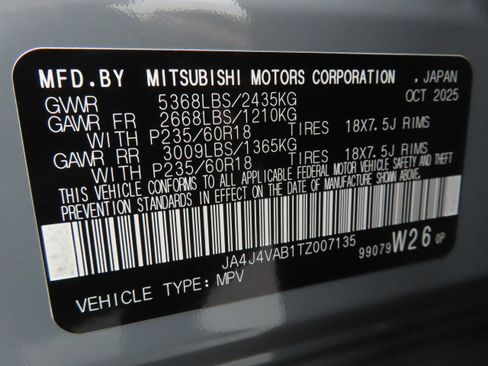 MFD.BY MITSUBISHI MOTORS CORPORATION , JAPAN
OCT 2025
GVWR 5368LBS/2435KG
GAWR FR 2668LBS/1210KG
WITH P235/60R18 TIRES 18X7.5J RIMS
GAWR RR 3009LBS/1365KG
WITH P235/60R18 TIRES 18X7.5J RIMS
THIS VEHICLE CONFORMS TO ALL APPLICABLE FEDERAL MOTOR VEHICLE SAFETY AND THEFT
PREVENTION STANDARDS IN EFFECT ON THE DATE OF MANUFACTURE SHOWN ABOVE.
JA4J4VAB1TZ007135
99079 W26 0P
VEHICLE TYPE: MPV